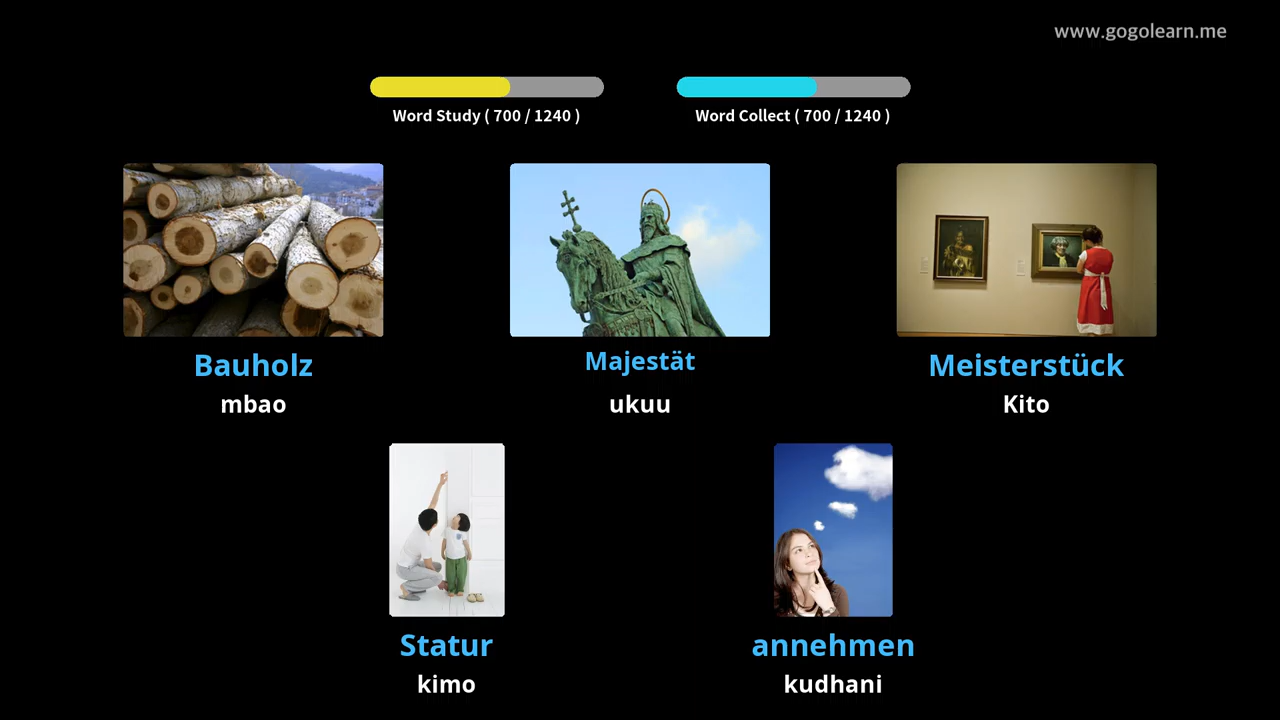 www.gogolearn.me
Word Study ( 700 / 1240 )
Word Collect ( 700 / 1240 )
Bauholz
mbao
Majestät
ukuu
Meisterstück
Kito
Statur
kimo
annehmen
kudhani